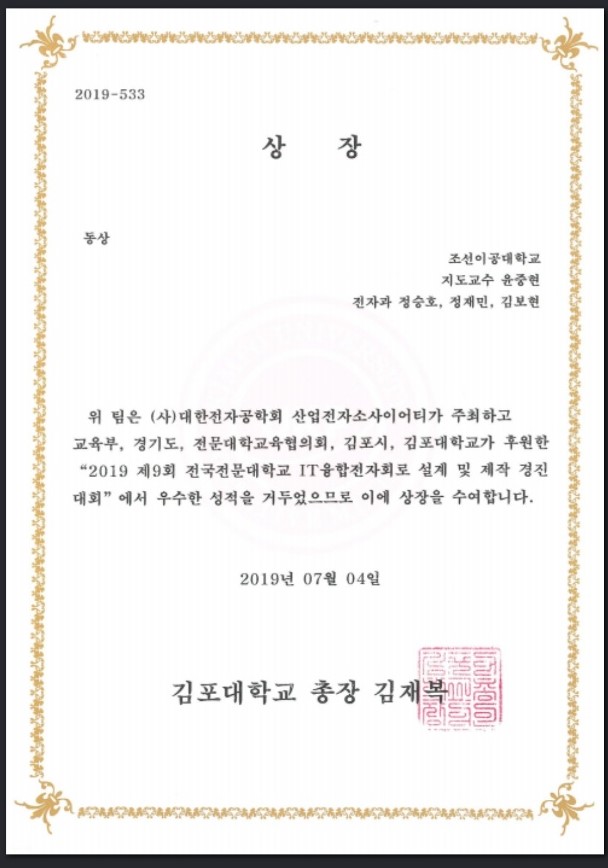 2019-533
상 장
동상
조선이공대학교
지도교수 윤중현
전자과 정승호, 정재민, 김보현
위 팀은 (사)대한전자공학회 산업전자소사이어티가 주최하고
교육부, 경기도, 전문대학교육협의회, 김포시, 김포대학교가 후원한
“2019 제9회 전국전문대학교 IT융합전자회로 설계 및 제작 경진
대회” 에서 우수한 성적을 거두었으므로 이에 상장을 수여합니다.
2019년 07월 04일
김포대학교 총장 김재복